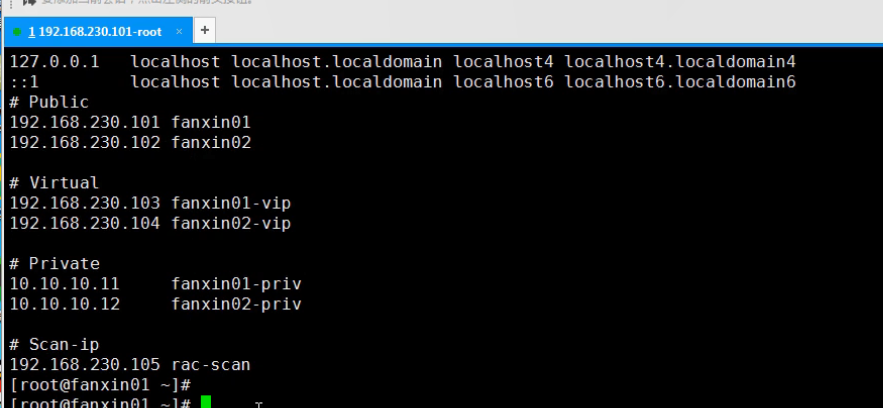 1 192.168.230.101-root × +
127.0.0.1 localhost localhost.localdomain localhost4 localhost4.localdomain4
::1 localhost localhost.localdomain localhost6 localhost6.localdomain6
# Public
192.168.230.101 fanxin01
192.168.230.102 fanxin02
# Virtual
192.168.230.103 fanxin01-vip
192.168.230.104 fanxin02-vip
# Private
10.10.10.11 fanxin01-priv
10.10.10.12 fanxin02-priv
# Scan-ip
192.168.230.105 rac-scan
[root@fanxin01 ~]#
[root@fanxin01 ~]#